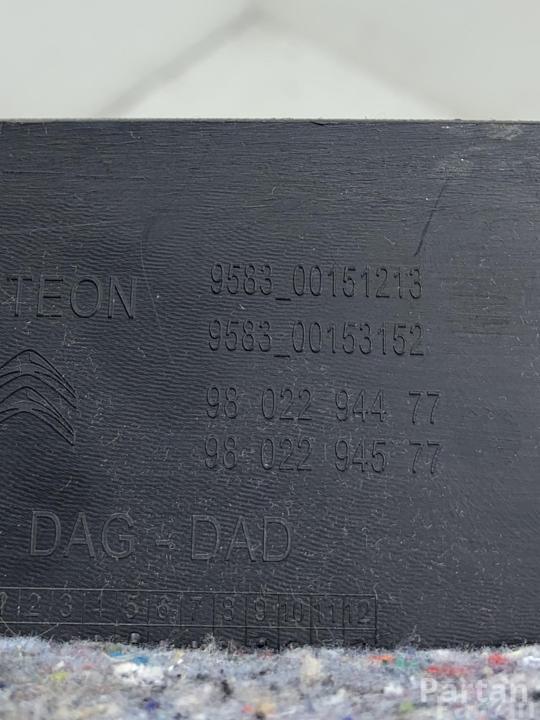 TEON
9583_00151213
9583_00153152
98 022 944 77
98 022 945 77
DAG - DAD
2 3 4 5 6 7 8 9 10 11 12
Partan